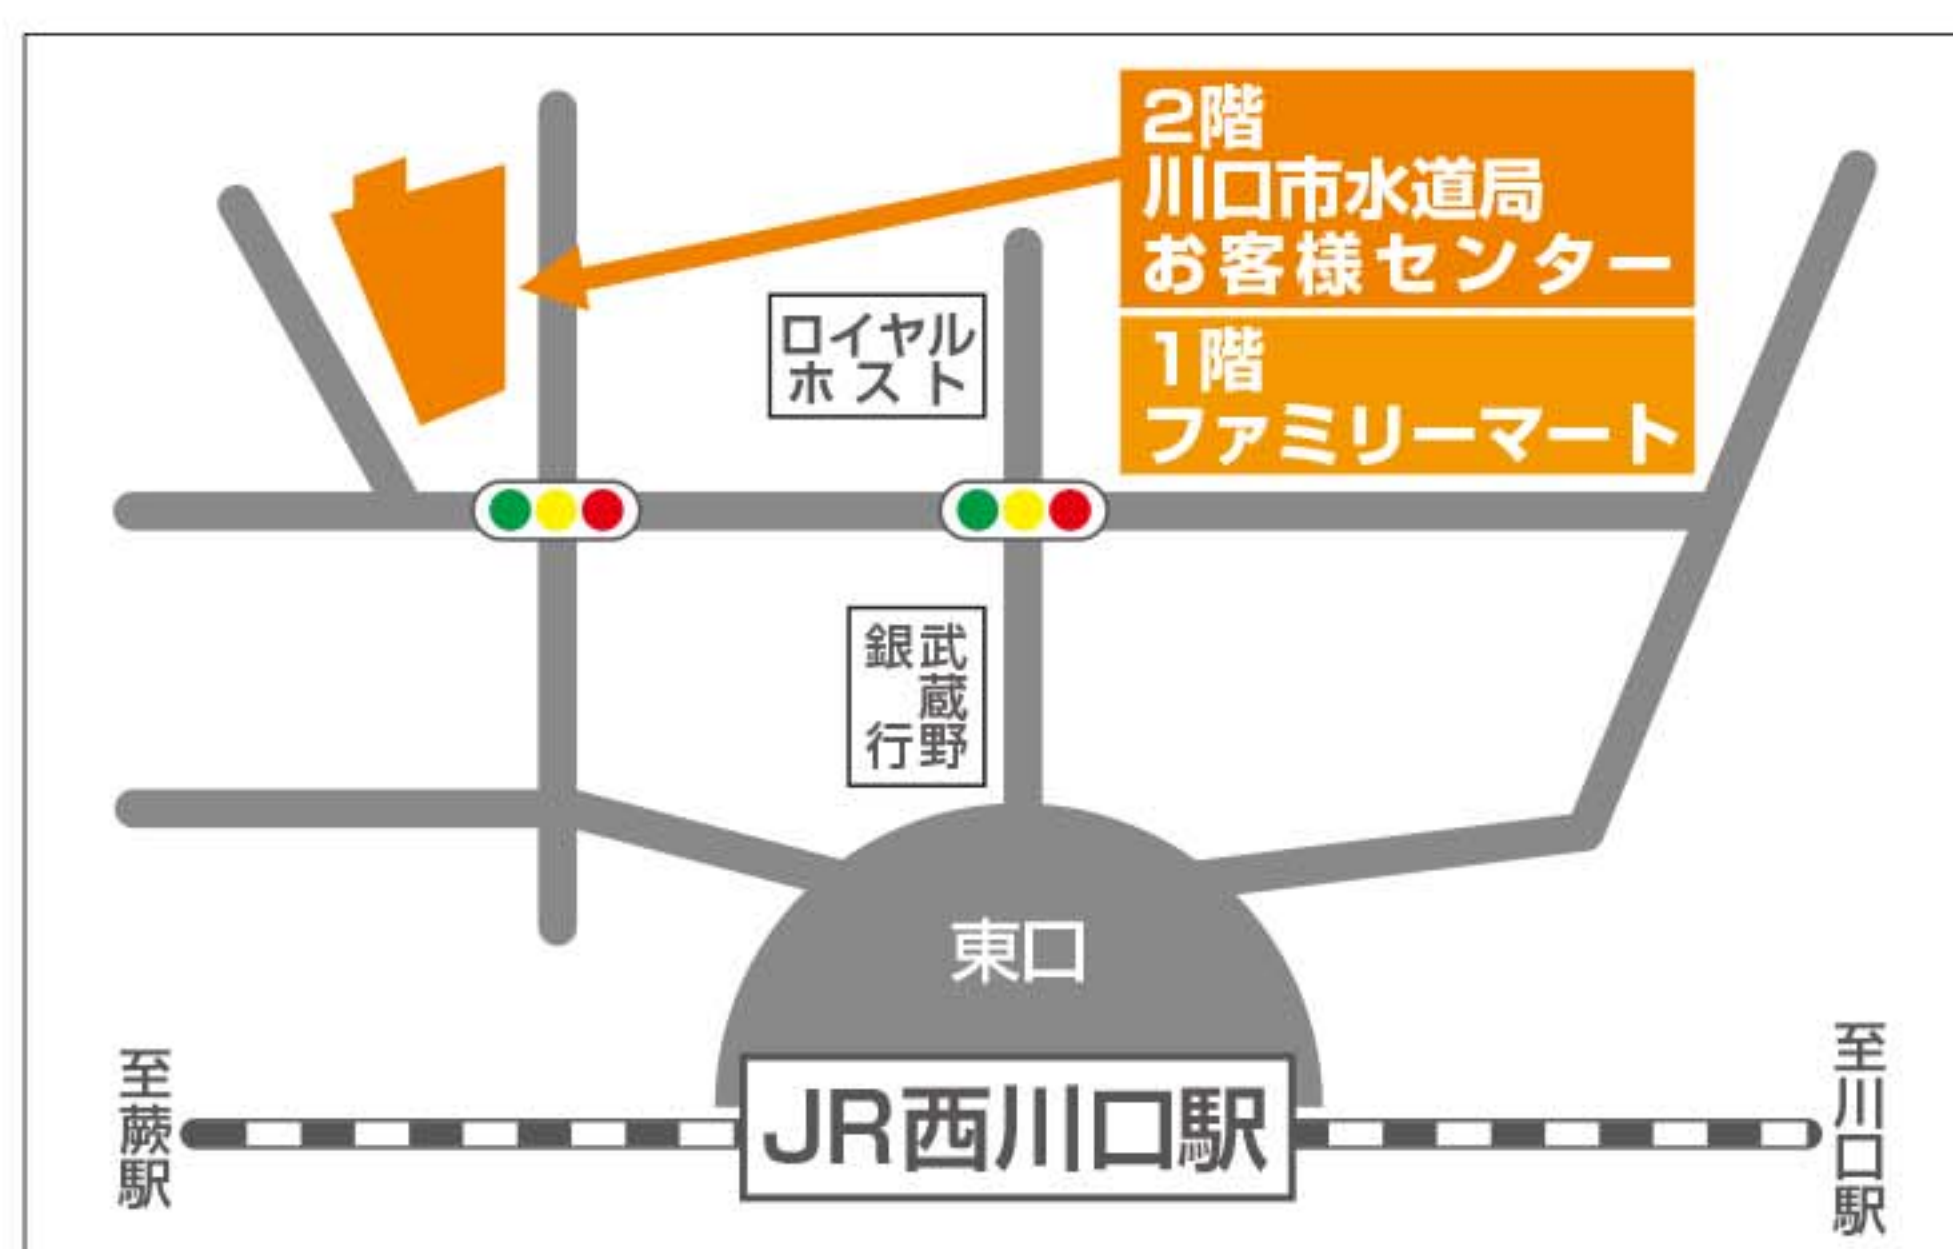 2階
川口市水道局
お客様センター
1階
ファミリーマート
ロイヤル
ホスト
武蔵野
銀行
東口
JR西川口駅
至蕨駅
至川口駅